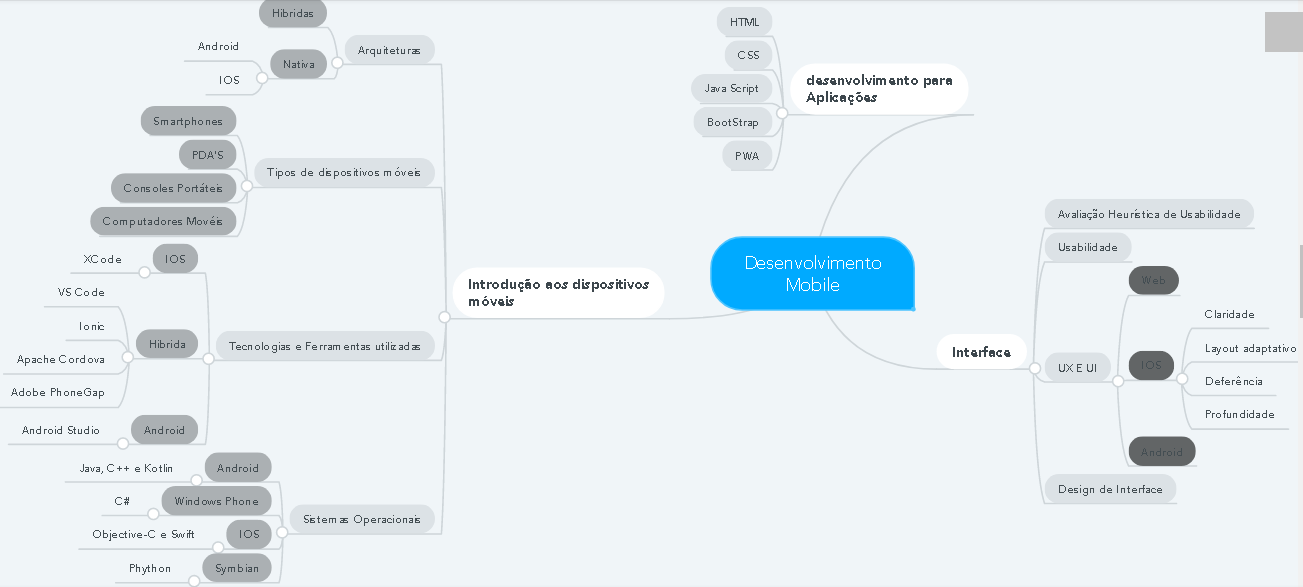 Desenvolvimento
Mobile
Introdução aos dispositivos
móveis
Arquiteturas
Hibridas
Nativa
Android
IOS
Tipos de dispositivos móveis
Smartphones
PDA'S
Consoles Portáteis
Computadores Movéis
Tecnologias e Ferramentas utilizadas
IOS
XCode
Hibrida
VS Code
Ionic
Apache Cordova
Adobe PhoneGap
Android
Android Studio
Sistemas Operacionais
Android
Java, C++ e Kotlin
Windows Phone
C#
IOS
Objective-C e Swift
Symbian
Phython
desenvolvimento para
Aplicações
HTML
CSS
Java Script
BootStrap
PWA
Interface
Avaliação Heurística de Usabilidade
Usabilidade
UX E UI
Web
IOS
Claridade
Layout adaptativo
Deferência
Profundidade
Android
Design de Interface